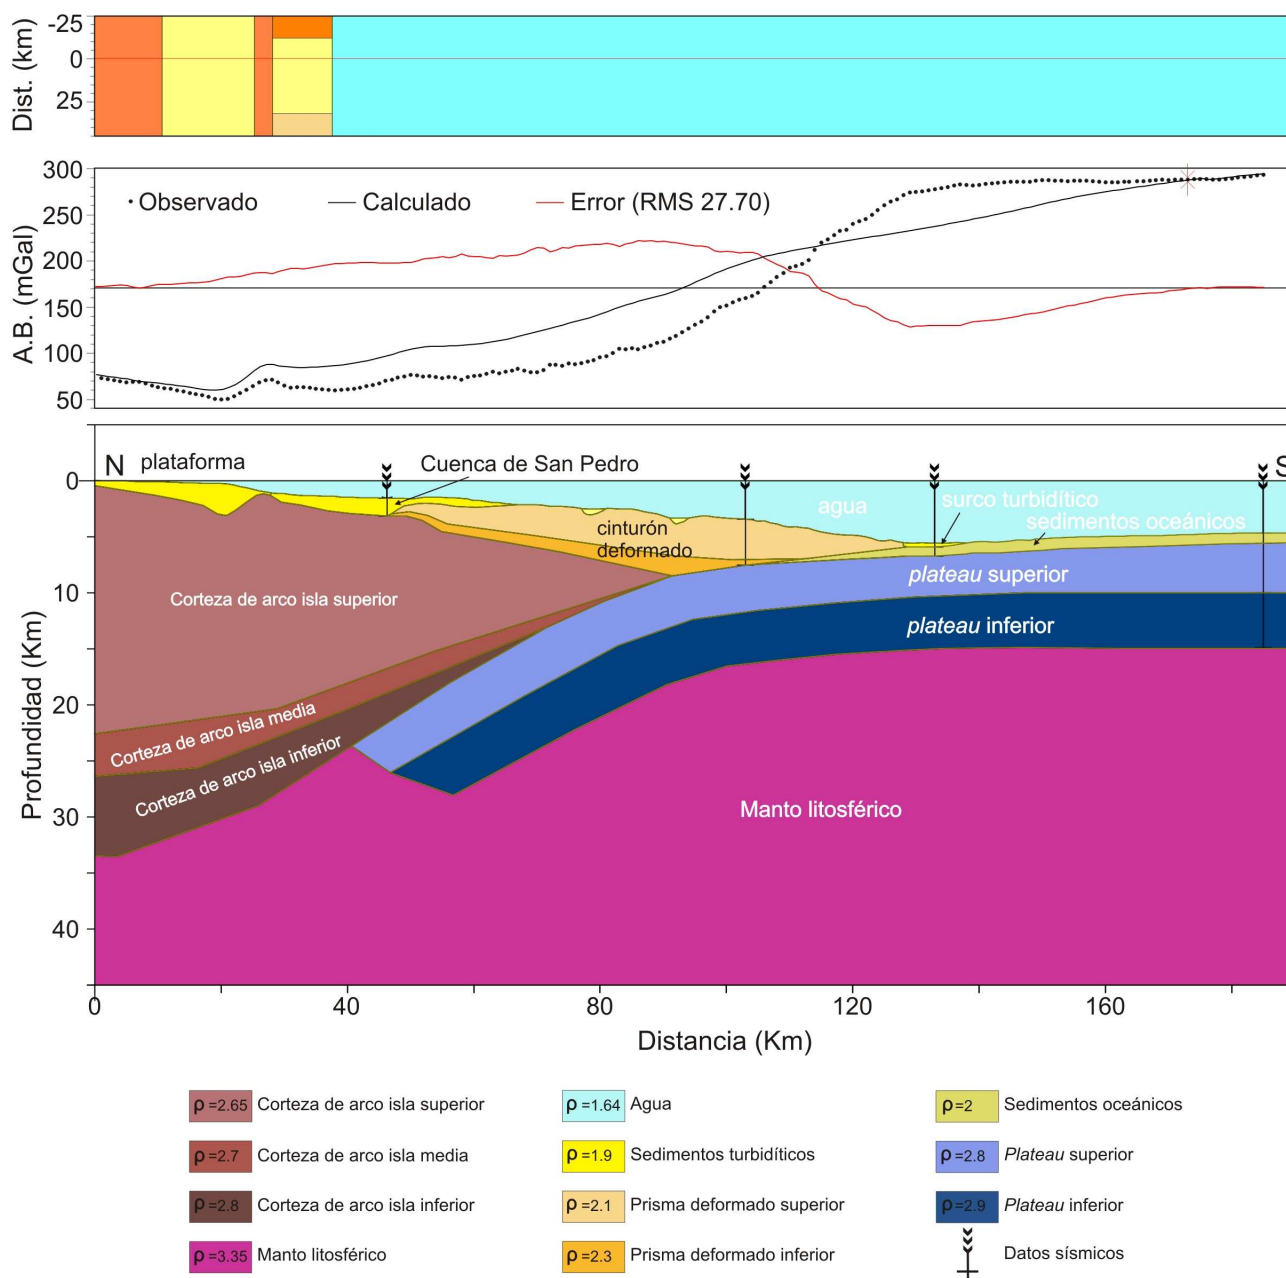 Dist. (km)
-25
0
25
A.B. (mGal)
300
250
200
150
100
50
Observado
Calculado
Error (RMS 27.70)
Profundidad (Km)
0
10
20
30
40
N
plataforma
Cuenca de San Pedro
S
agua
surco turbidítico
sedimentos oceánicos
cinturón
deformado
plateau superior
plateau inferior
Corteza de arco isla superior
Corteza de arco isla media
Corteza de arco isla inferior
Manto litosférico
0
40
80
120
160
Distancia (Km)
ρ=2.65 Corteza de arco isla superior
ρ=2.7 Corteza de arco isla media
ρ=2.8 Corteza de arco isla inferior
ρ=3.35 Manto litosférico
ρ=1.64 Agua
ρ=1.9 Sedimentos turbidíticos
ρ=2.1 Prisma deformado superior
ρ=2.3 Prisma deformado inferior
ρ=2 Sedimentos oceánicos
ρ=2.8 Plateau superior
ρ=2.9 Plateau inferior
Datos sísmicos